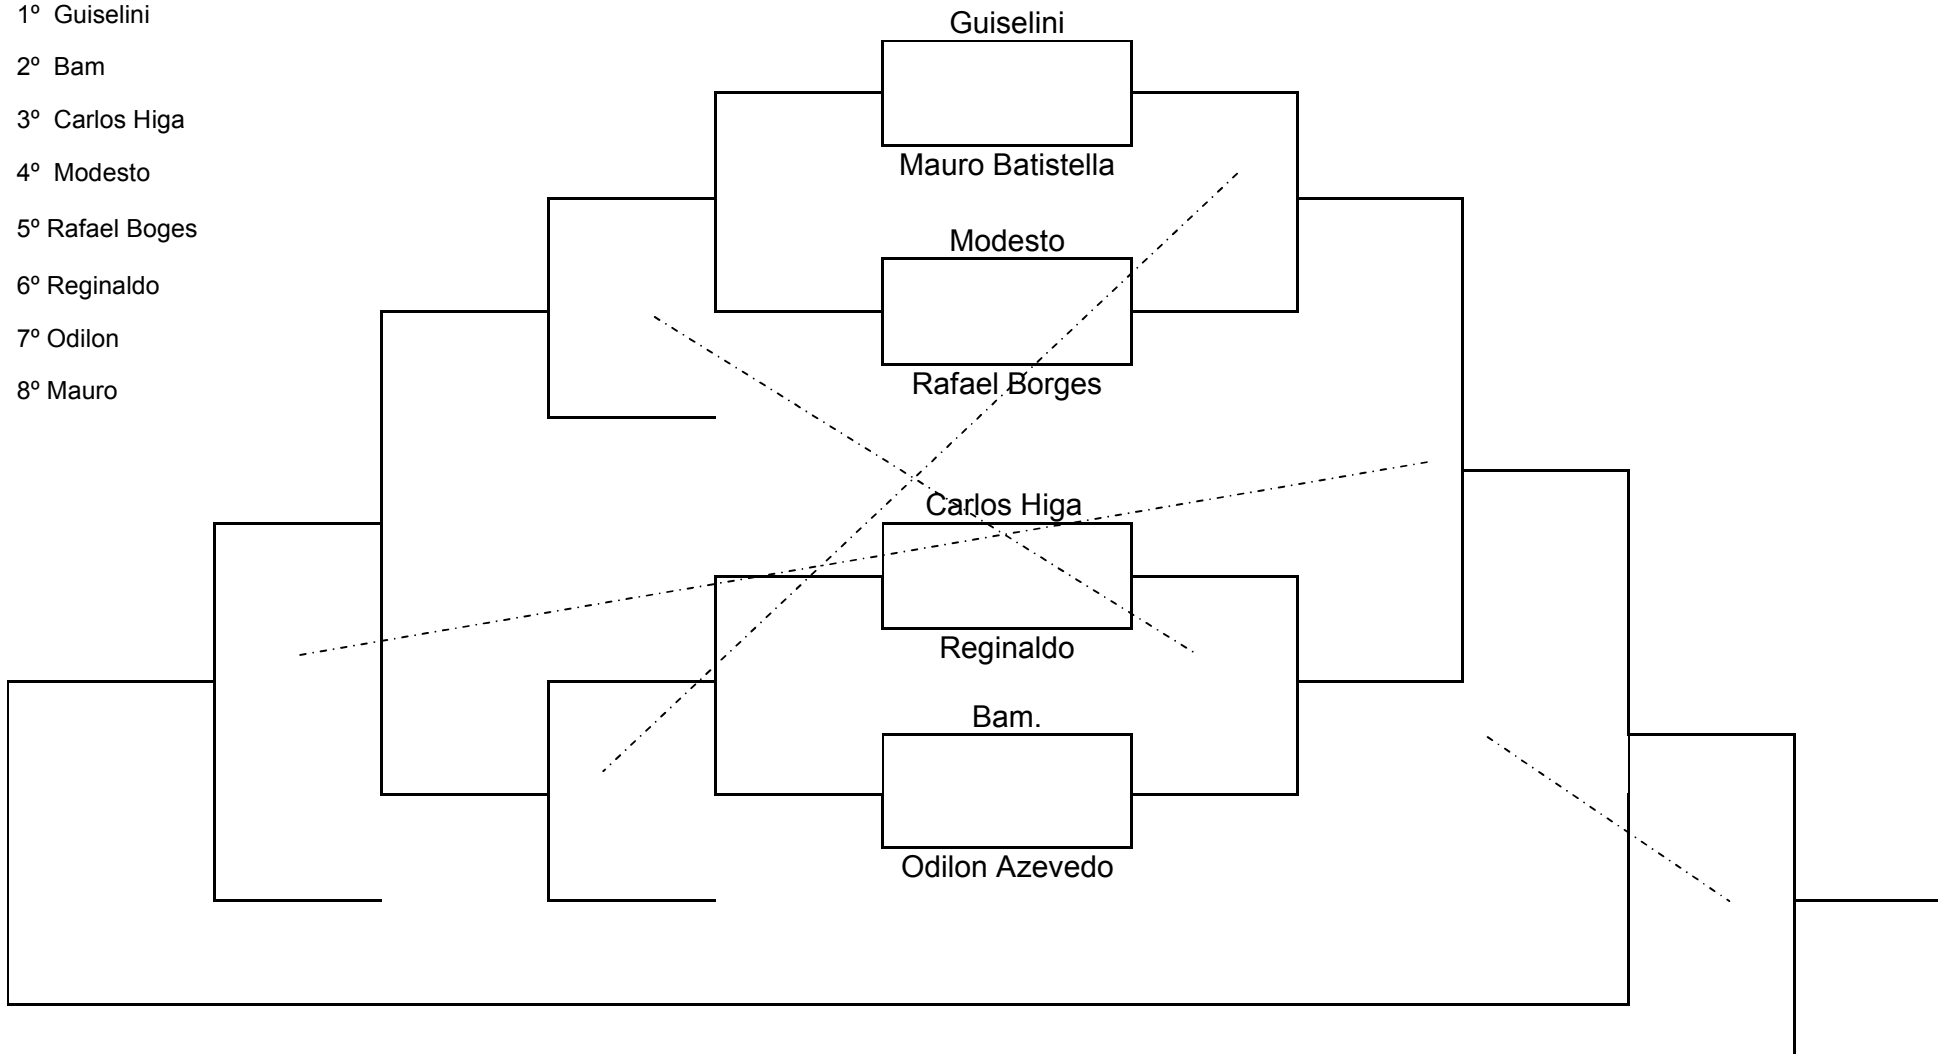 1º Guiselini
2º Bam
3º Carlos Higa
4º Modesto
5º Rafael Boges
6º Reginaldo
7º Odilon
8º Mauro
Guiselini
Mauro Batistella
Modesto
Rafael Borges
Carlos Higa
Reginaldo
Bam.
Odilon Azevedo